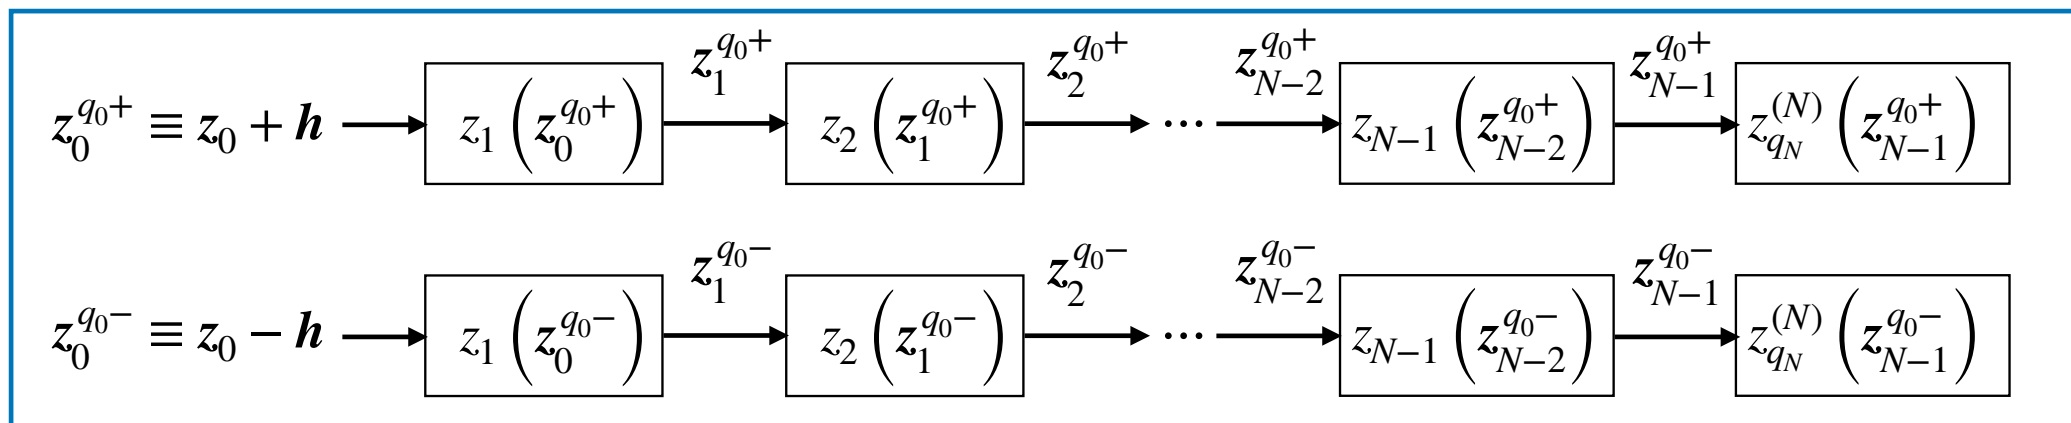 z_0^{q_0+} ≡ z_0 + h → z_1 (z_0^{q_0+}) z_1^{q_0+} → z_2 (z_1^{q_0+}) z_2^{q_0+} → ··· z_{N−2}^{q_0+} → z_{N−1} (z_{N−2}^{q_0+}) z_{N−1}^{q_0+} → z_{q_N}^{(N)} (z_{N−1}^{q_0+})
z_0^{q_0−} ≡ z_0 − h → z_1 (z_0^{q_0−}) z_1^{q_0−} → z_2 (z_1^{q_0−}) z_2^{q_0−} → ··· z_{N−2}^{q_0−} → z_{N−1} (z_{N−2}^{q_0−}) z_{N−1}^{q_0−} → z_{q_N}^{(N)} (z_{N−1}^{q_0−})